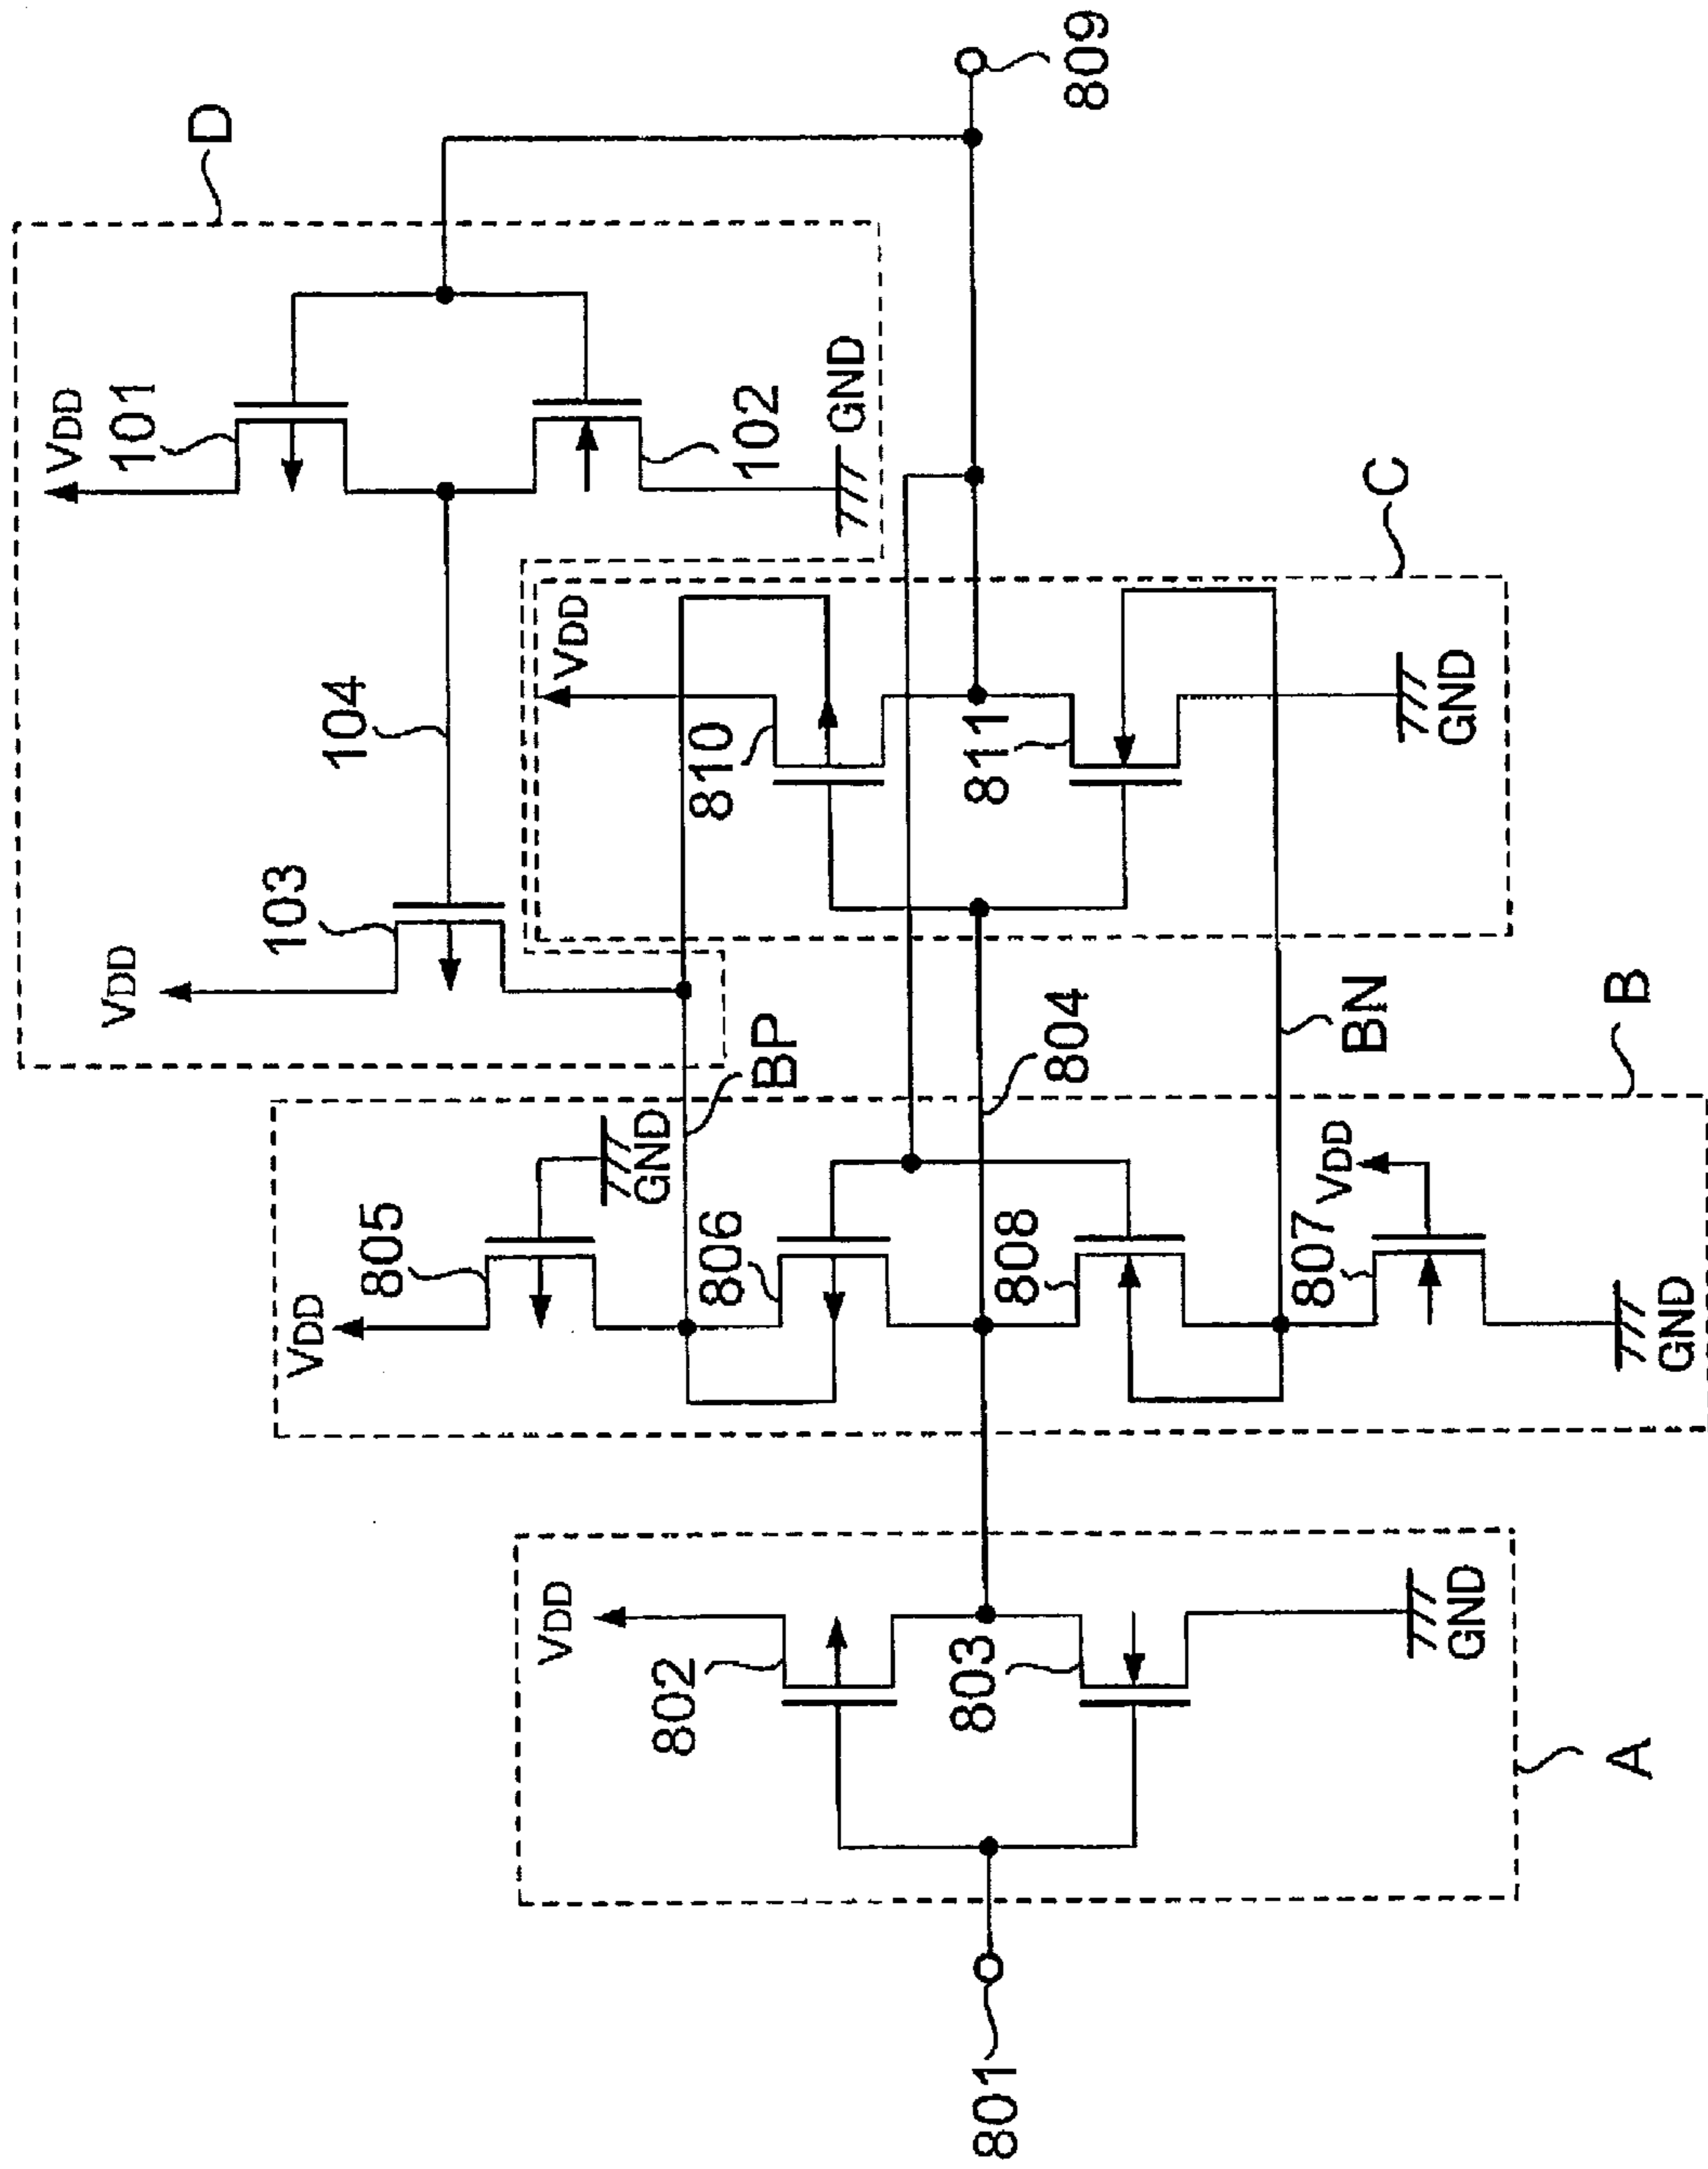 D
VDD
101
102
GND
809
VDD
103
104
C
VDD
810
811
GND
BP
804
BN
B
VDD
805
GND
806
808
807
VDD
GND
VDD
802
803
GND
A
801